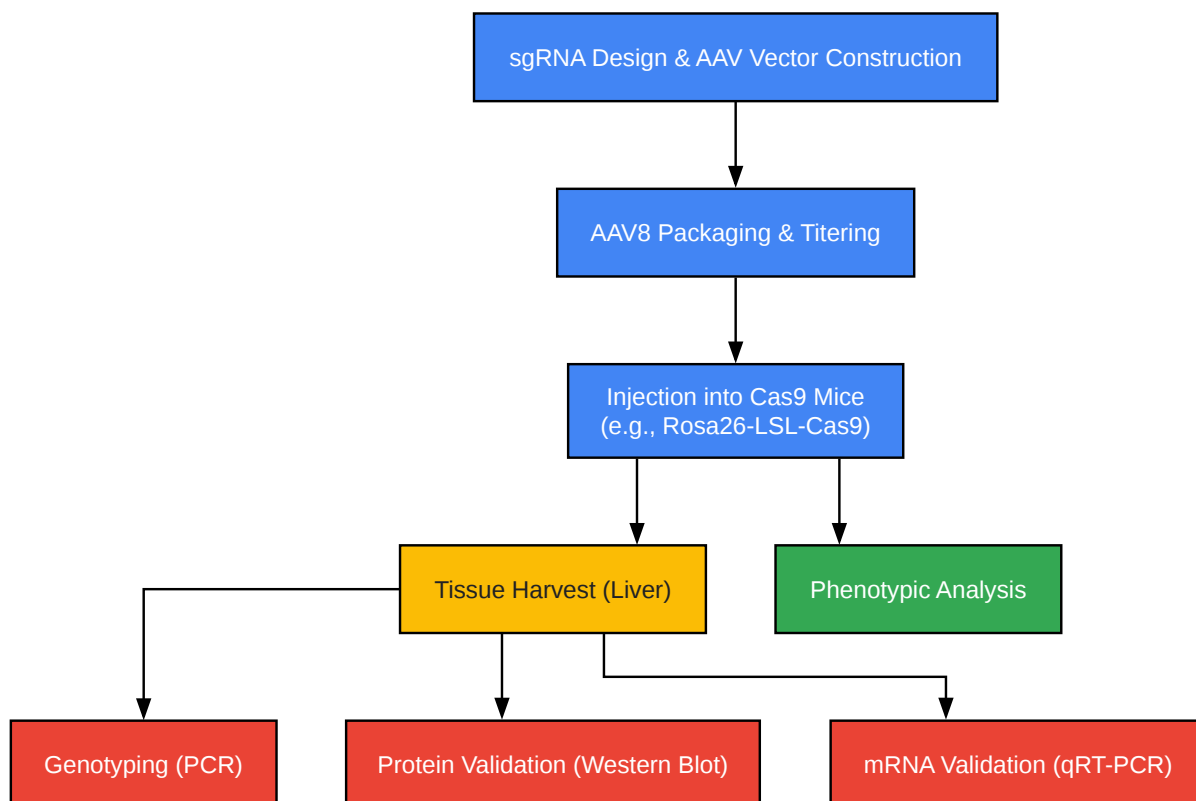 sgRNA Design & AAV Vector Construction
AAV8 Packaging & Titering
Injection into Cas9 Mice
(e.g., Rosa26-LSL-Cas9)
Tissue Harvest (Liver)
Phenotypic Analysis
Genotyping (PCR)
Protein Validation (Western Blot)
mRNA Validation (qRT-PCR)